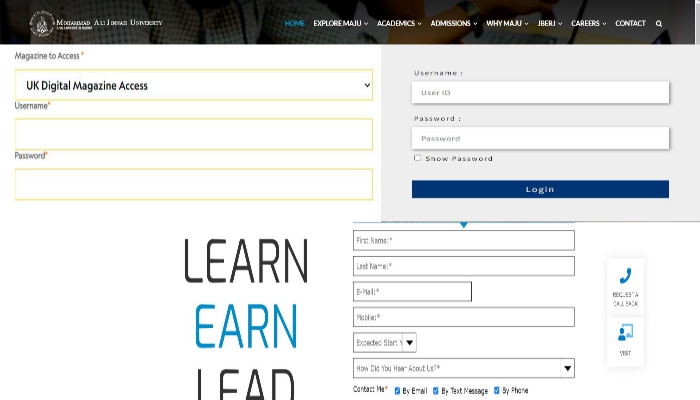 MOHAMMAD ALI JINNAH UNIVERSITY
HOME EXPLORE MAJU ACADEMICS ADMISSIONS WHY MAJU JBERJ CAREERS CONTACT
Magazine to Access *
UK Digital Magazine Access
Username*
Password*
Username :
User ID
Password :
Password
Show Password
Login
LEARN
EARN
LEAD
First Name:*
Last Name:*
E-Mail:*
Mobile:*
Expected Start Y
How Did You Hear About Us?*
Contact Me* By Email By Text Message By Phone
REQUEST A
CALL BACK
VISIT